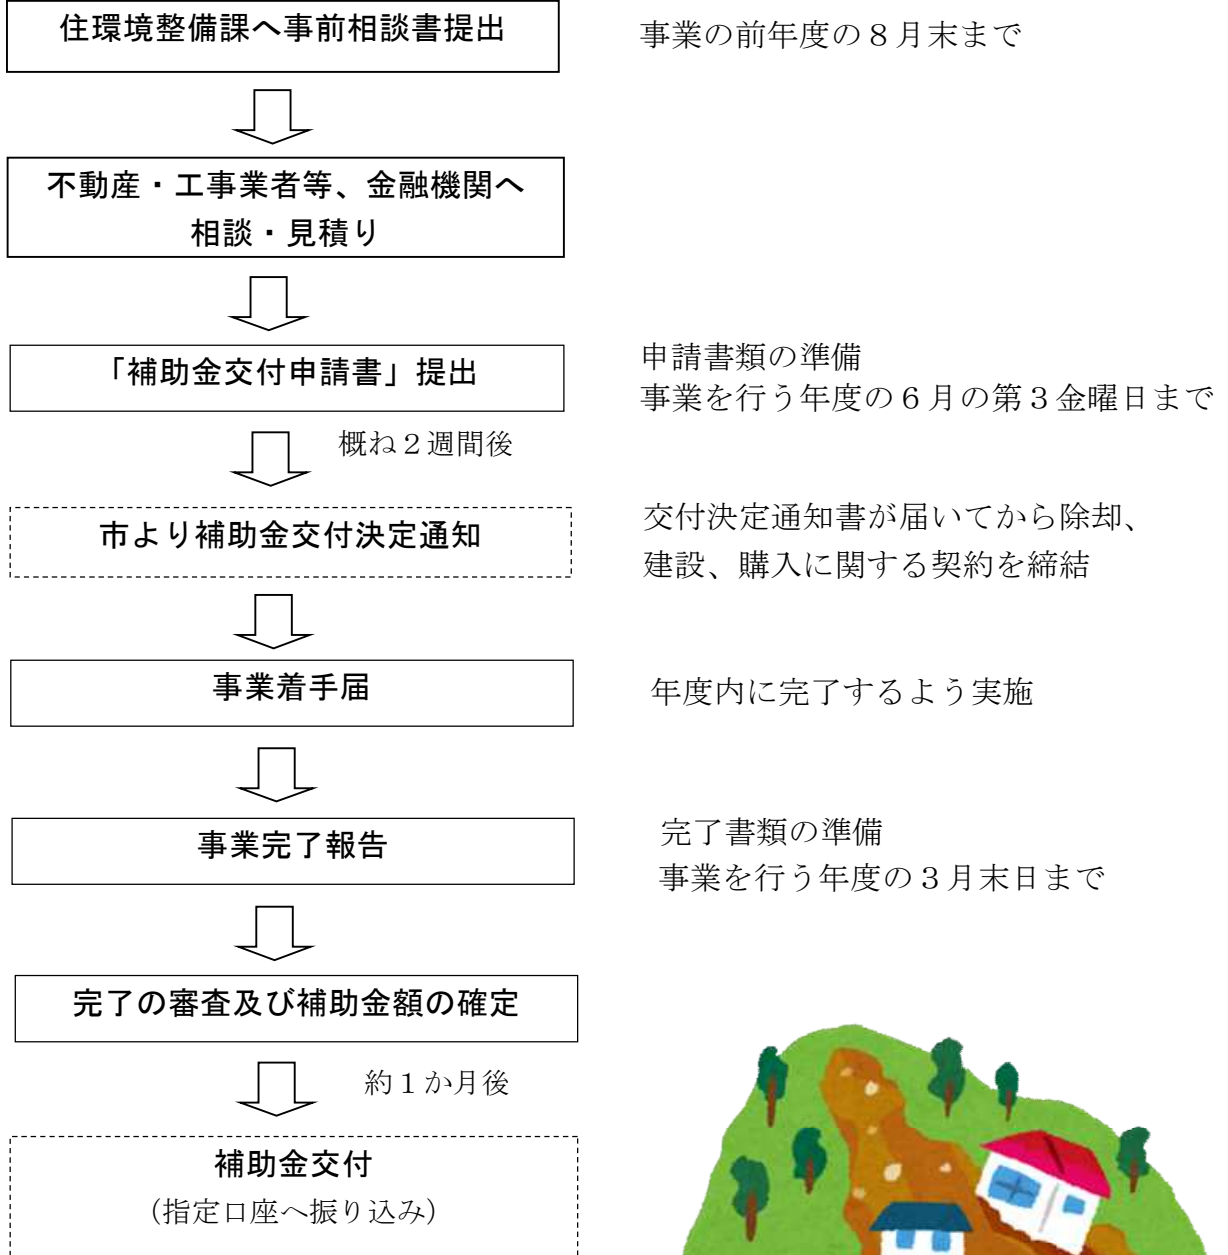 住環境整備課へ事前相談書提出
事業の前年度の８月末まで
不動産・工事業者等、金融機関へ
相談・見積り
「補助金交付申請書」提出
申請書類の準備
事業を行う年度の６月の第３金曜日まで
概ね２週間後
市より補助金交付決定通知
交付決定通知書が届いてから除却、
建設、購入に関する契約を締結
事業着手届
年度内に完了するよう実施
事業完了報告
完了書類の準備
事業を行う年度の３月末日まで
完了の審査及び補助金額の確定
約１か月後
補助金交付
（指定口座へ振り込み）